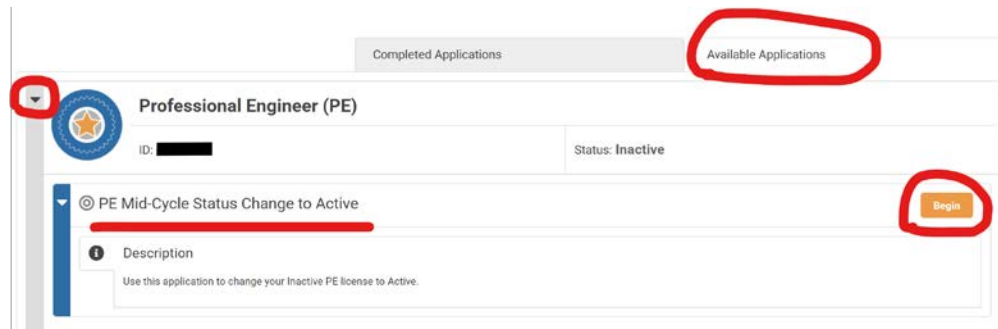 Completed Applications
Available Applications
Professional Engineer (PE)
ID:
Status: Inactive
PE Mid-Cycle Status Change to Active
Begin
Description
Use this application to change your Inactive PE license to Active.